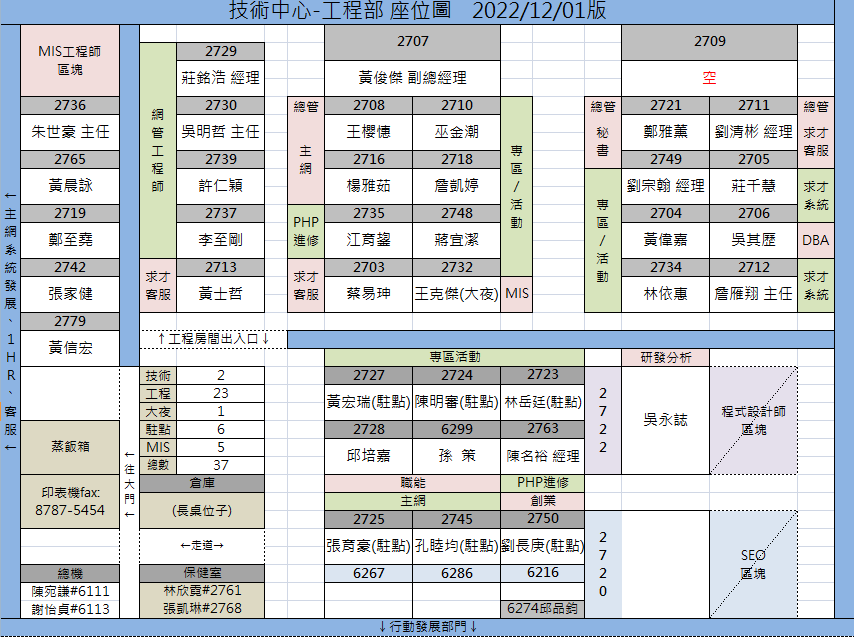 技術中心-工程部 座位圖　2022/12/01版
MIS工程師
區塊
2736
朱世豪 主任
2765
黃晨詠
2719
鄭至堯
2742
張家健
2779
黃信宏
←主網系統發展、1HR、客服←
網管工程師
2729
莊銘浩 經理
2730
吳明哲 主任
2739
許仁穎
2737
李至剛
求才
客服
2713
黃士哲
2707
黃俊傑 副總經理
總管
主網
2708
2710
王櫻憓
巫金潮
2716
2718
楊雅茹
詹凱婷
PHP
進修
2735
2748
江育望
蔣宜潔
求才
客服
2703
2732
蔡易珅
王克傑(大夜)
專區/活動
MIS
2709
空
總管
秘書
2721
2711
鄭雅薰
劉清彬 經理
總管
求才
客服
2749
2705
劉宗翰 經理
莊千慧
求才
系統
專區/活動
2704
2706
黃偉嘉
吳其歷
DBA
2734
2712
林依惠
詹雁翔 主任
求才
系統
↑工程房間出入口↓
技術
2
工程
23
大夜
1
駐點
6
MIS
5
總數
37
倉庫
(長桌位子)
←走道→
保健室
林欣霓#2761
張凱琳#2768
蒸飯箱
印表機fax:
8787-5454
←往大門←
總機
陳宛謙#6111
謝怡貞#6113
專區活動
2727
2724
2723
黃宏瑞(駐點)
陳明審(駐點)
林岳廷(駐點)
2728
6299
2763
邱培嘉
孫 策
陳名裕 經理
職能
PHP進修
主網
創業
2725
2745
2750
張育豪(駐點)
孔睦均(駐點)
劉長庚(駐點)
6267
6286
6216
6274邱品鈞
2722
研發分析
吳永誌
程式設計師
區塊
2720
SEO
區塊
↓行動發展部門↓